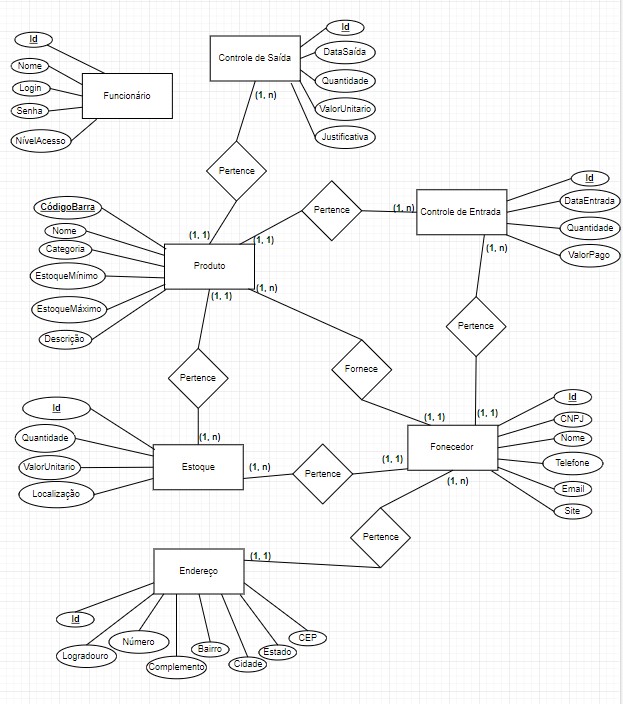 Id
Nome
Login
Senha
NívelAcesso
Funcionário
Controle de Saída
Id
DataSaída
Quantidade
ValorUnitario
Justificativa
(1, n)
Pertence
(1, 1)
CódigoBarra
Nome
Categoria
EstoqueMínimo
EstoqueMáximo
Descrição
Produto
(1, 1)
Pertence
(1, n)
Controle de Entrada
Id
DataEntrada
Quantidade
ValorPago
(1, n)
Pertence
(1, 1)
(1, n)
Fornece
(1, 1)
(1, 1)
Pertence
(1, n)
Id
Quantidade
ValorUnitario
Localização
Estoque
(1, n)
Pertence
(1, 1)
Fonecedor
Id
CNPJ
Nome
Telefone
Email
Site
(1, n)
Pertence
(1, 1)
Endereço
Id
Logradouro
Número
Complemento
Bairro
Cidade
Estado
CEP